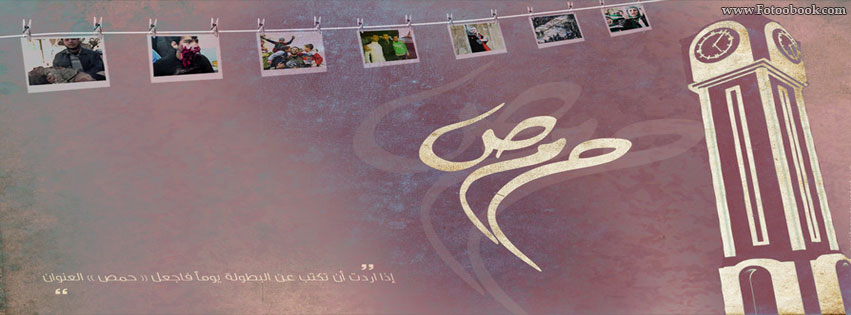 www.Fotoobook.com
حمص
” إذا أردت أن تكتب عن البطولة يوماً فاجعل « حمص » العنوان “